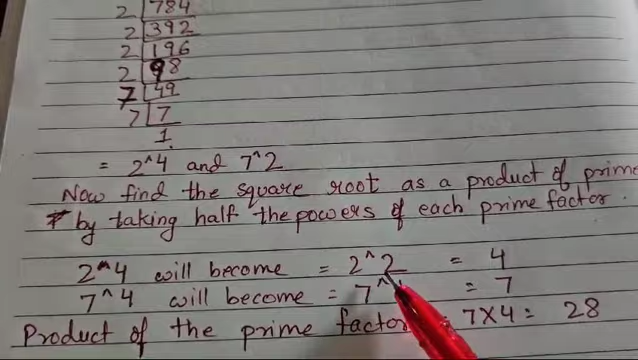 2 | 784
2 | 392
2 | 196
2 | 98
7 | 49
7 | 7
1.
= 2^4 and 7^2
Now find the square root as a product of prime
by taking half the powers of each prime factor.
2^4 will become = 2^2 = 4
7^4 will become = 7^ = 7
Product of the prime factor = 7x4 = 28